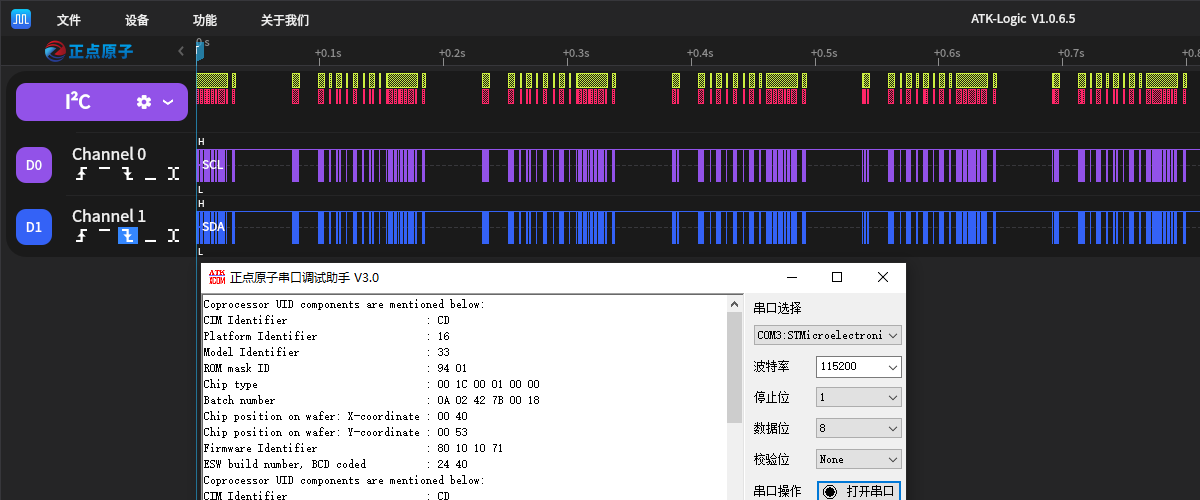 文件 设备 功能 关于我们 ATK-Logic V1.0.6.5
正点原子
0 s +0.1s +0.2s +0.3s +0.4s +0.5s +0.6s +0.7s +0.8
I²C
D0 Channel 0
H
SCL
L
D1 Channel 1
H
SDA
L
ATK XCOM 正点原子串口调试助手 V3.0
Coprocessor UID components are mentioned below:
CIM Identifier : CD
Platform Identifier : 16
Model Identifier : 33
ROM mask ID : 94 01
Chip type : 00 1C 00 01 00 00
Batch number : 0A 02 42 7B 00 18
Chip position on wafer: X-coordinate : 00 40
Chip position on wafer: Y-coordinate : 00 53
Firmware Identifier : 80 10 10 71
ESW build number, BCD coded : 24 40
Coprocessor UID components are mentioned below:
CIM Identifier : CD
串口选择
COM3:STMicroelectroni
波特率 115200
停止位 1
数据位 8
校验位 None
串口操作 打开串口